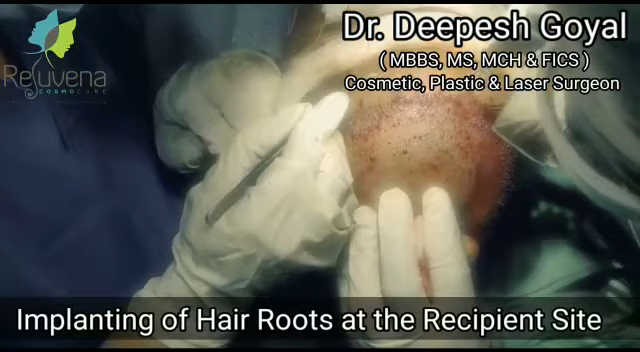 Dr. Deepesh Goyal
( MBBS, MS, MCH & FICS )
Cosmetic, Plastic & Laser Surgeon
Rejuvena
COSMOCARE
Implanting of Hair Roots at the Recipient Site